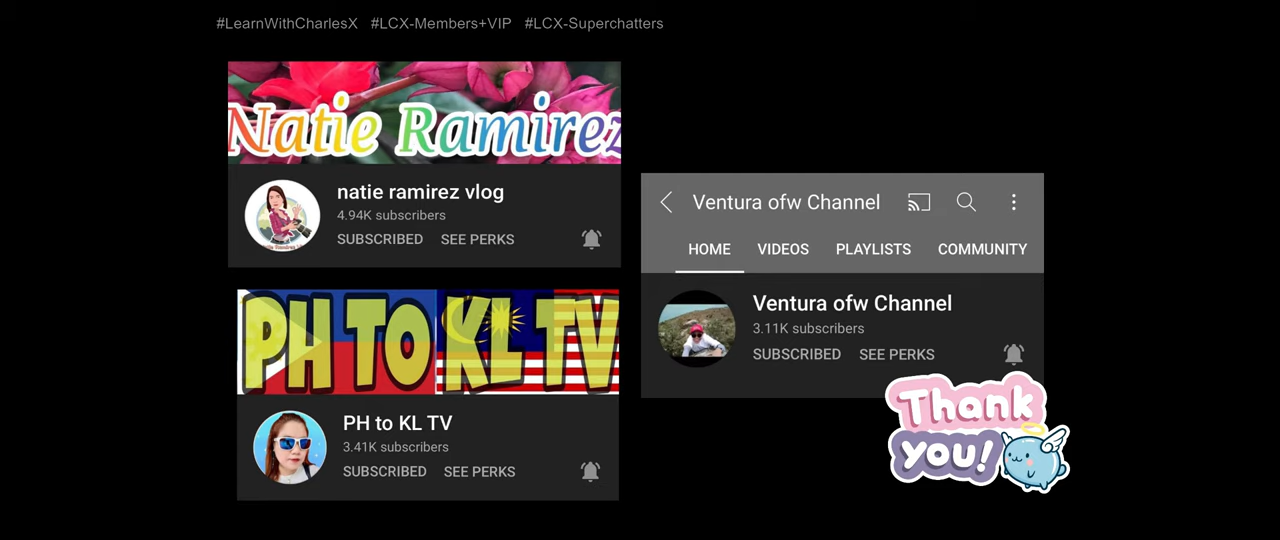 #LearnWithCharlesX #LCX-Members+VIP #LCX-Superchatters
Natie Ramirez
natie ramirez vlog
4.94K subscribers
SUBSCRIBED SEE PERKS
PH TO KL TV
PH to KL TV
3.41K subscribers
SUBSCRIBED SEE PERKS
Ventura ofw Channel
HOME VIDEOS PLAYLISTS COMMUNITY
Ventura ofw Channel
3.11K subscribers
SUBSCRIBED SEE PERKS
Thank
you!